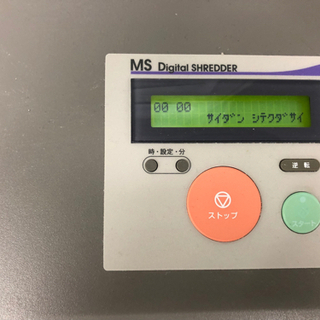 MS Digital SHREDDER
00 00
サイダン シテクダサイ
時・設定・分
逆転
ストップ
スタート